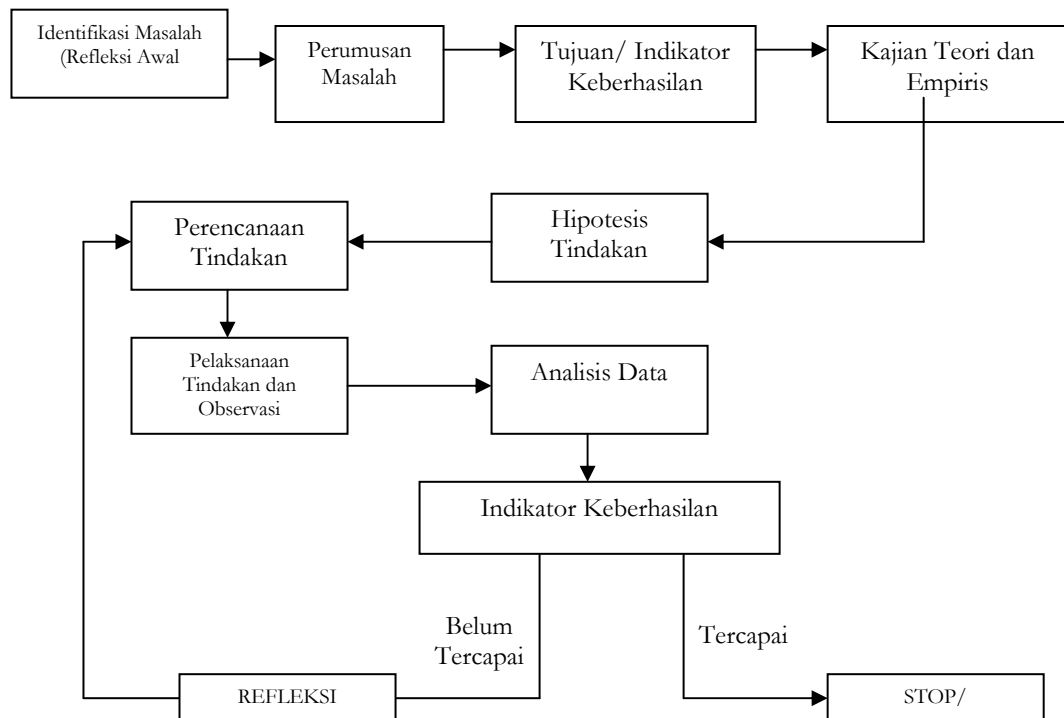 Identifikasi Masalah
(Refleksi Awal
Perumusan
Masalah
Tujuan/ Indikator
Keberhasilan
Kajian Teori dan
Empiris
Hipotesis
Tindakan
Perencanaan
Tindakan
Pelaksanaan
Tindakan dan
Observasi
Analisis Data
Indikator Keberhasilan
Belum
Tercapai
Tercapai
REFLEKSI
STOP/